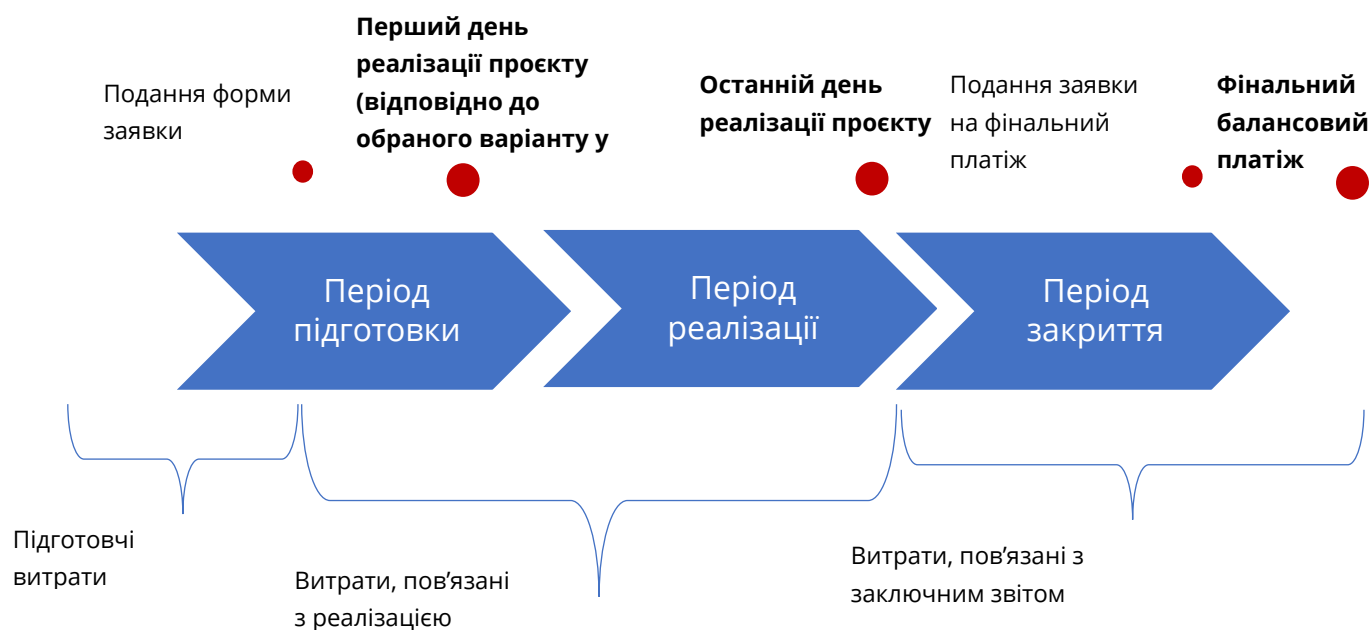 Подання форми
заявки
Перший день
реалізації проєкту
(відповідно до
обраного варіанту у
Останній день
реалізації проєкту
Подання заявки
на фінальний
платіж
Фінальний
балансовий
платіж
Період
підготовки
Період
реалізації
Період
закриття
Підготовчі
витрати
Витрати, пов’язані
з реалізацією
Витрати, пов’язані з
заключним звітом